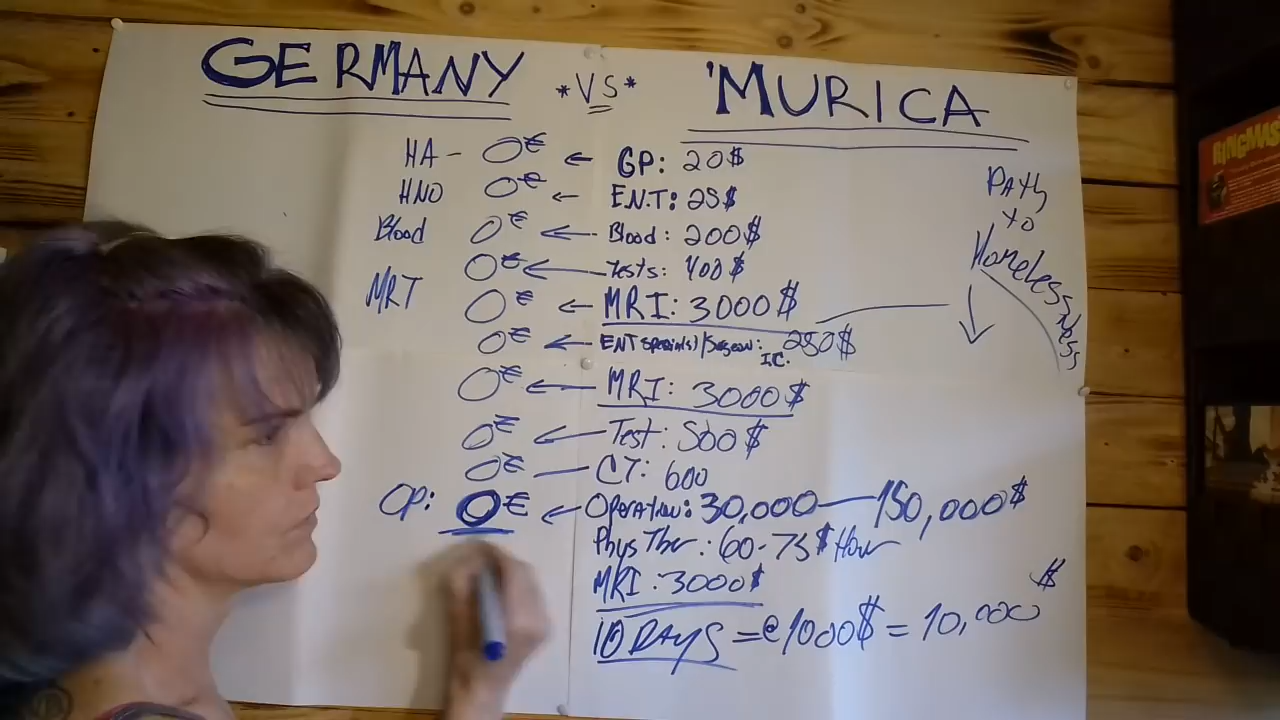 GERMANY *VS* 'MURICA
HA - 0€ ← GP: 20$
HNO 0€ ← E.N.T: 25$
Blood 0€ ← Blood: 200$
0€ ← Tests: 400$
MRT 0€ ← MRI: 3000$
0€ ← ENT Specialist/Surgeon: 250$
I.C.
0€ ← MRI: 3000$
0€ ← Test: 500$
0€ — CT: 600
OP: 0€ ← Operation: 30,000 — 150,000$
Phys Ther.: 60-75$ Hour
MRI: 3000$
10 DAYS = @1000$ = 10,000$
Path
to
Homelessness